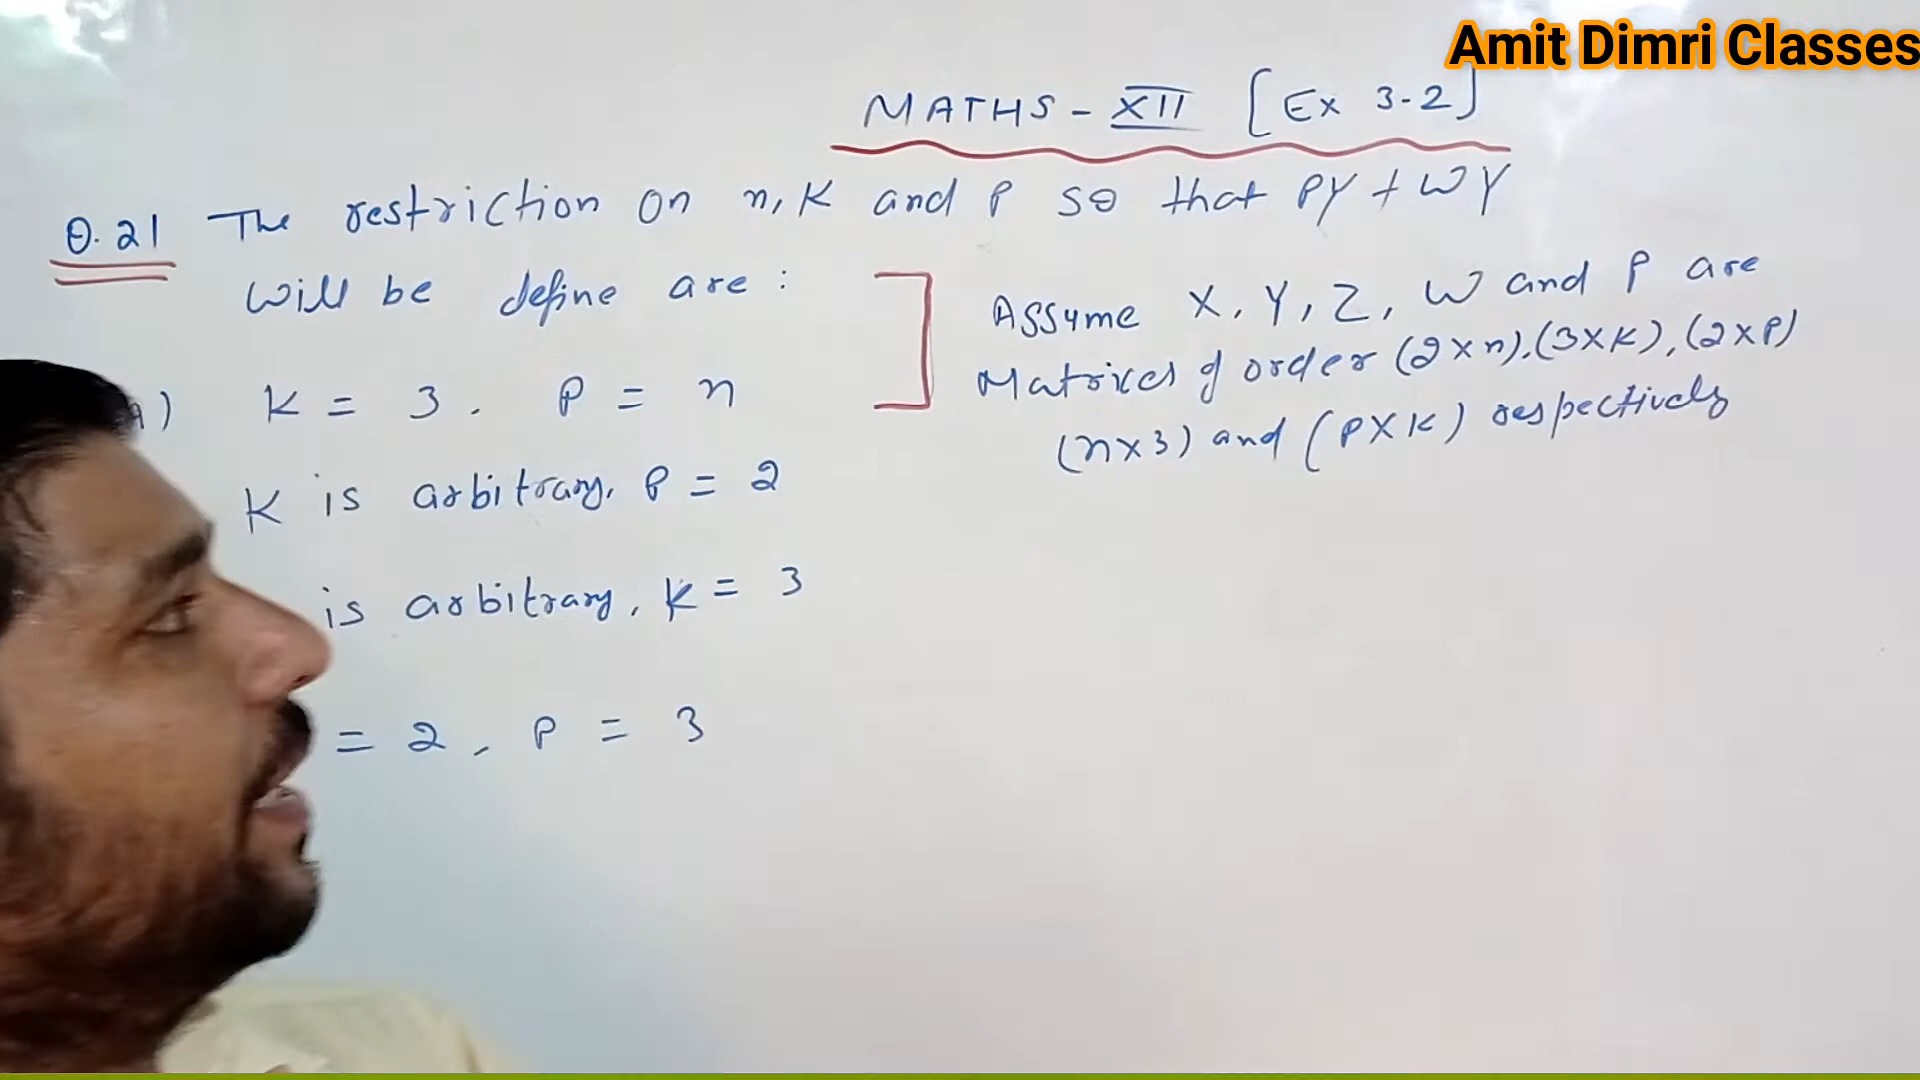 Amit Dimri Classes
MATHS - XII [Ex 3.2]
Q.21 The restriction on n, K and P so that PY + WY
will be define are :
Assume X, Y, Z, W and P are
Matrices of order (2×n), (3×K), (2×P)
(n×3) and (P×K) respectively
) K = 3, P = n
K is arbitrary, P = 2
is arbitrary, K = 3
= 2, P = 3